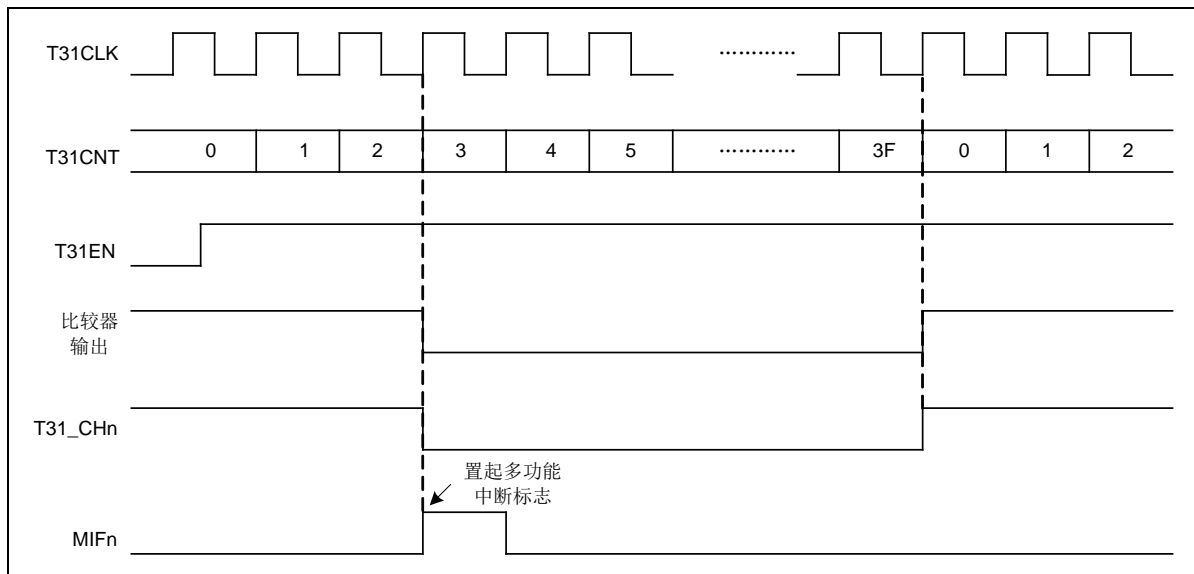 T31CLK
…………
T31CNT
0 1 2 3 4 5 ………… 3F 0 1 2
T31EN
比较器
输出
T31_CHn
置起多功能
中断标志
MIFn